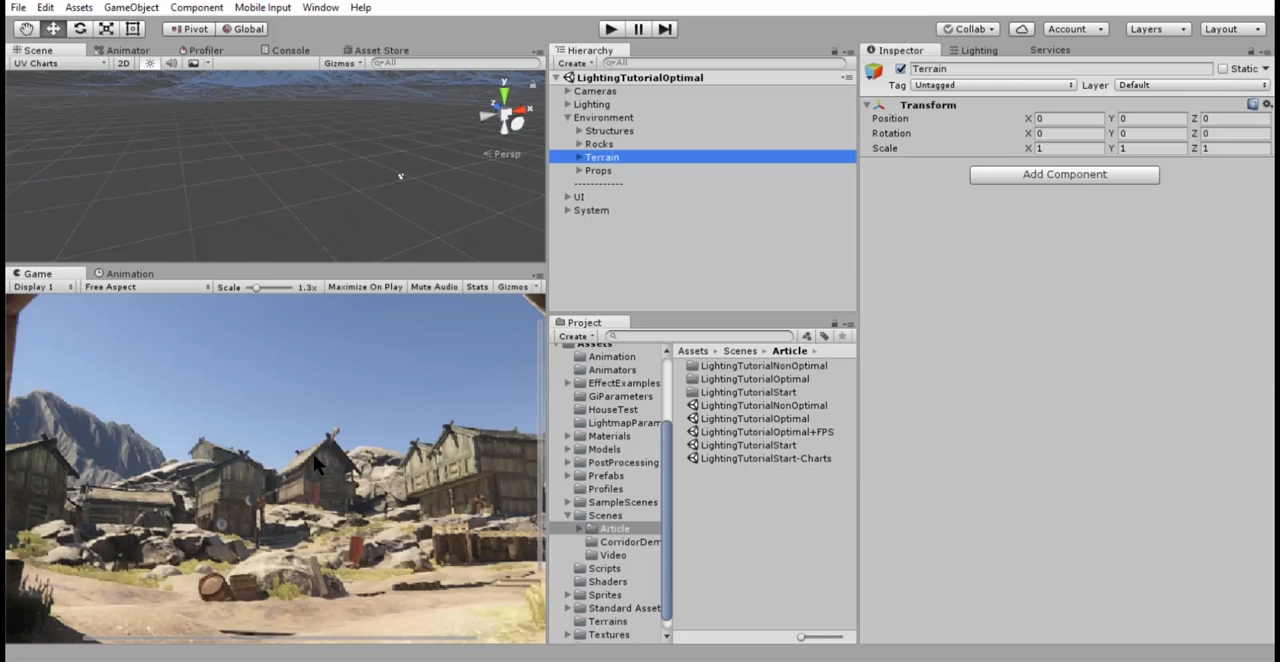 File Edit Assets GameObject Component Mobile Input Window Help
Pivot Global Collab Account Layers Layout
Scene Animator Profiler Console Asset Store
UV Charts 2D Gizmos All
y
x
z
Persp
Game Animation
Display 1 Free Aspect Scale 1.3x Maximize On Play Mute Audio Stats Gizmos
Hierarchy
Create All
LightingTutorialOptimal
Cameras
Lighting
Environment
Structures
Rocks
Terrain
Props
------------
UI
System
Project
Create
Assets
Animation
Animators
EffectExamples
GiParameters
HouseTest
LightmapParam
Materials
Models
PostProcessing
Prefabs
Profiles
SampleScenes
Scenes
Article
CorridorDem
Video
Scripts
Shaders
Sprites
Standard Asset
Terrains
Textures
Assets Scenes Article
LightingTutorialNonOptimal
LightingTutorialOptimal
LightingTutorialStart
LightingTutorialNonOptimal
LightingTutorialOptimal
LightingTutorialOptimal+FPS
LightingTutorialStart
LightingTutorialStart-Charts
Inspector Lighting Services
Terrain Static
Tag Untagged Layer Default
Transform
Position X 0 Y 0 Z 0
Rotation X 0 Y 0 Z 0
Scale X 1 Y 1 Z 1
Add Component